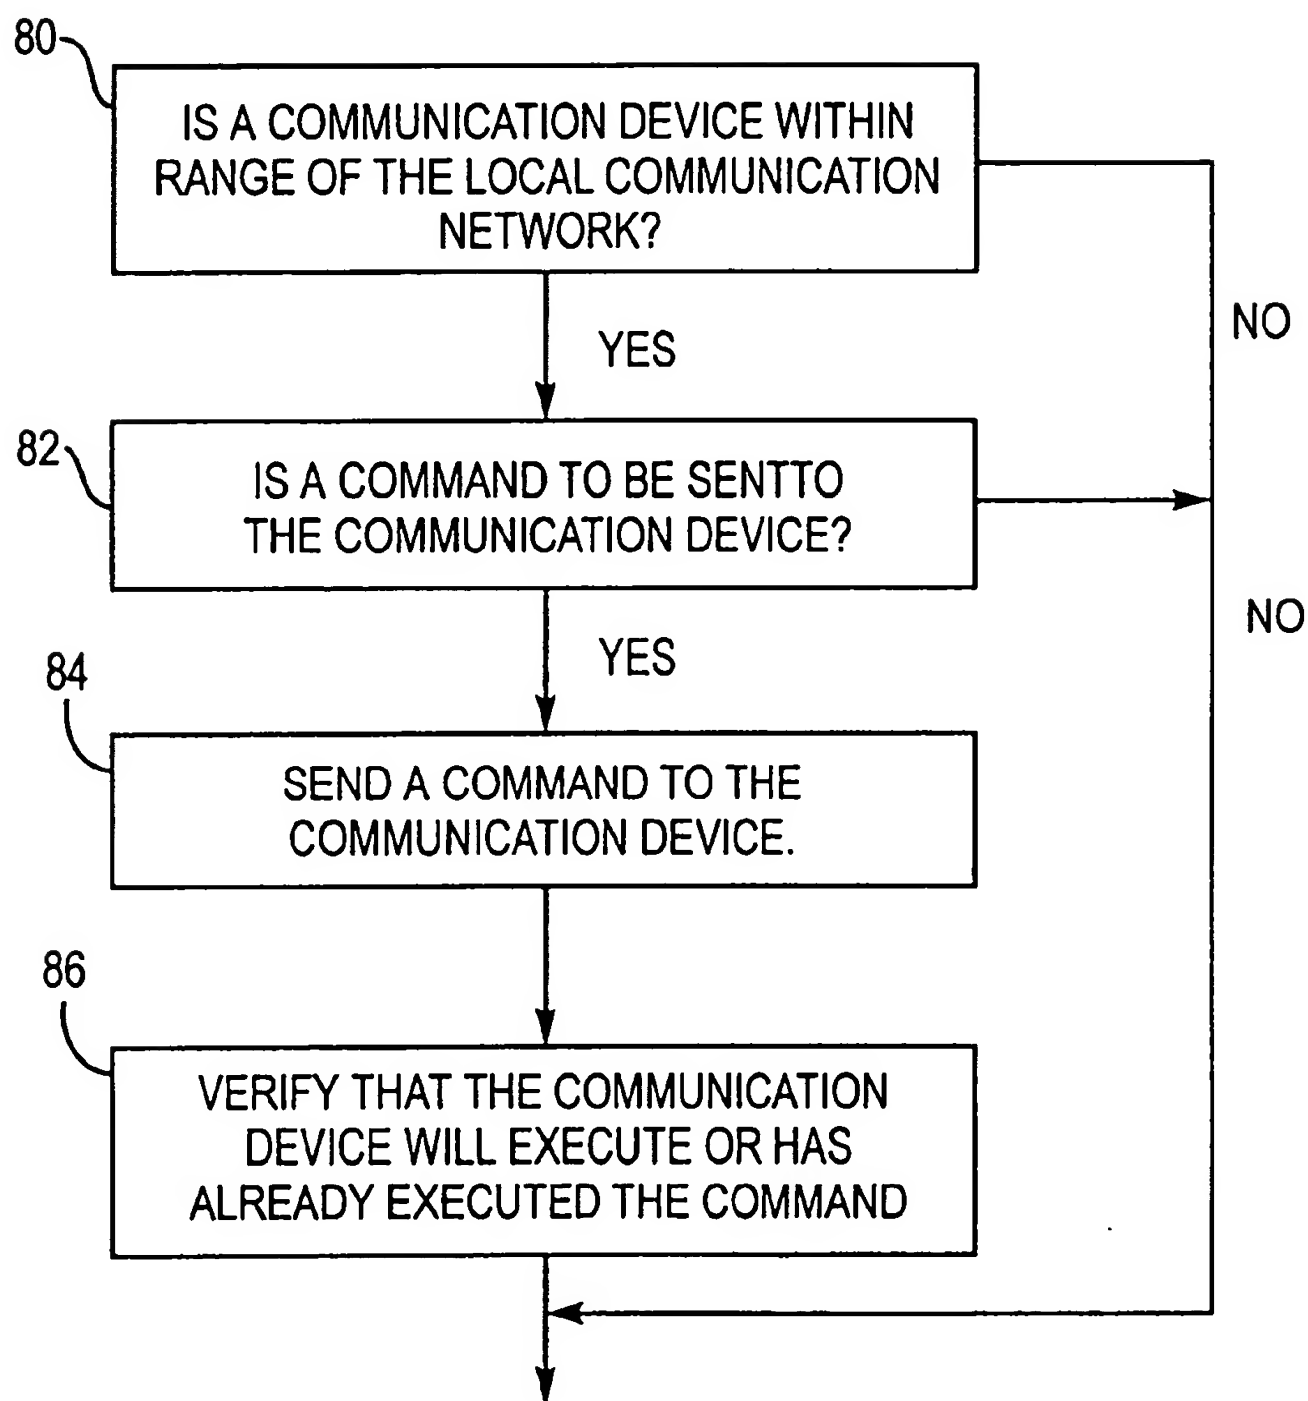 80
IS A COMMUNICATION DEVICE WITHIN
RANGE OF THE LOCAL COMMUNICATION
NETWORK?
NO
YES
82
IS A COMMAND TO BE SENTTO
THE COMMUNICATION DEVICE?
NO
YES
84
SEND A COMMAND TO THE
COMMUNICATION DEVICE.
86
VERIFY THAT THE COMMUNICATION
DEVICE WILL EXECUTE OR HAS
ALREADY EXECUTED THE COMMAND